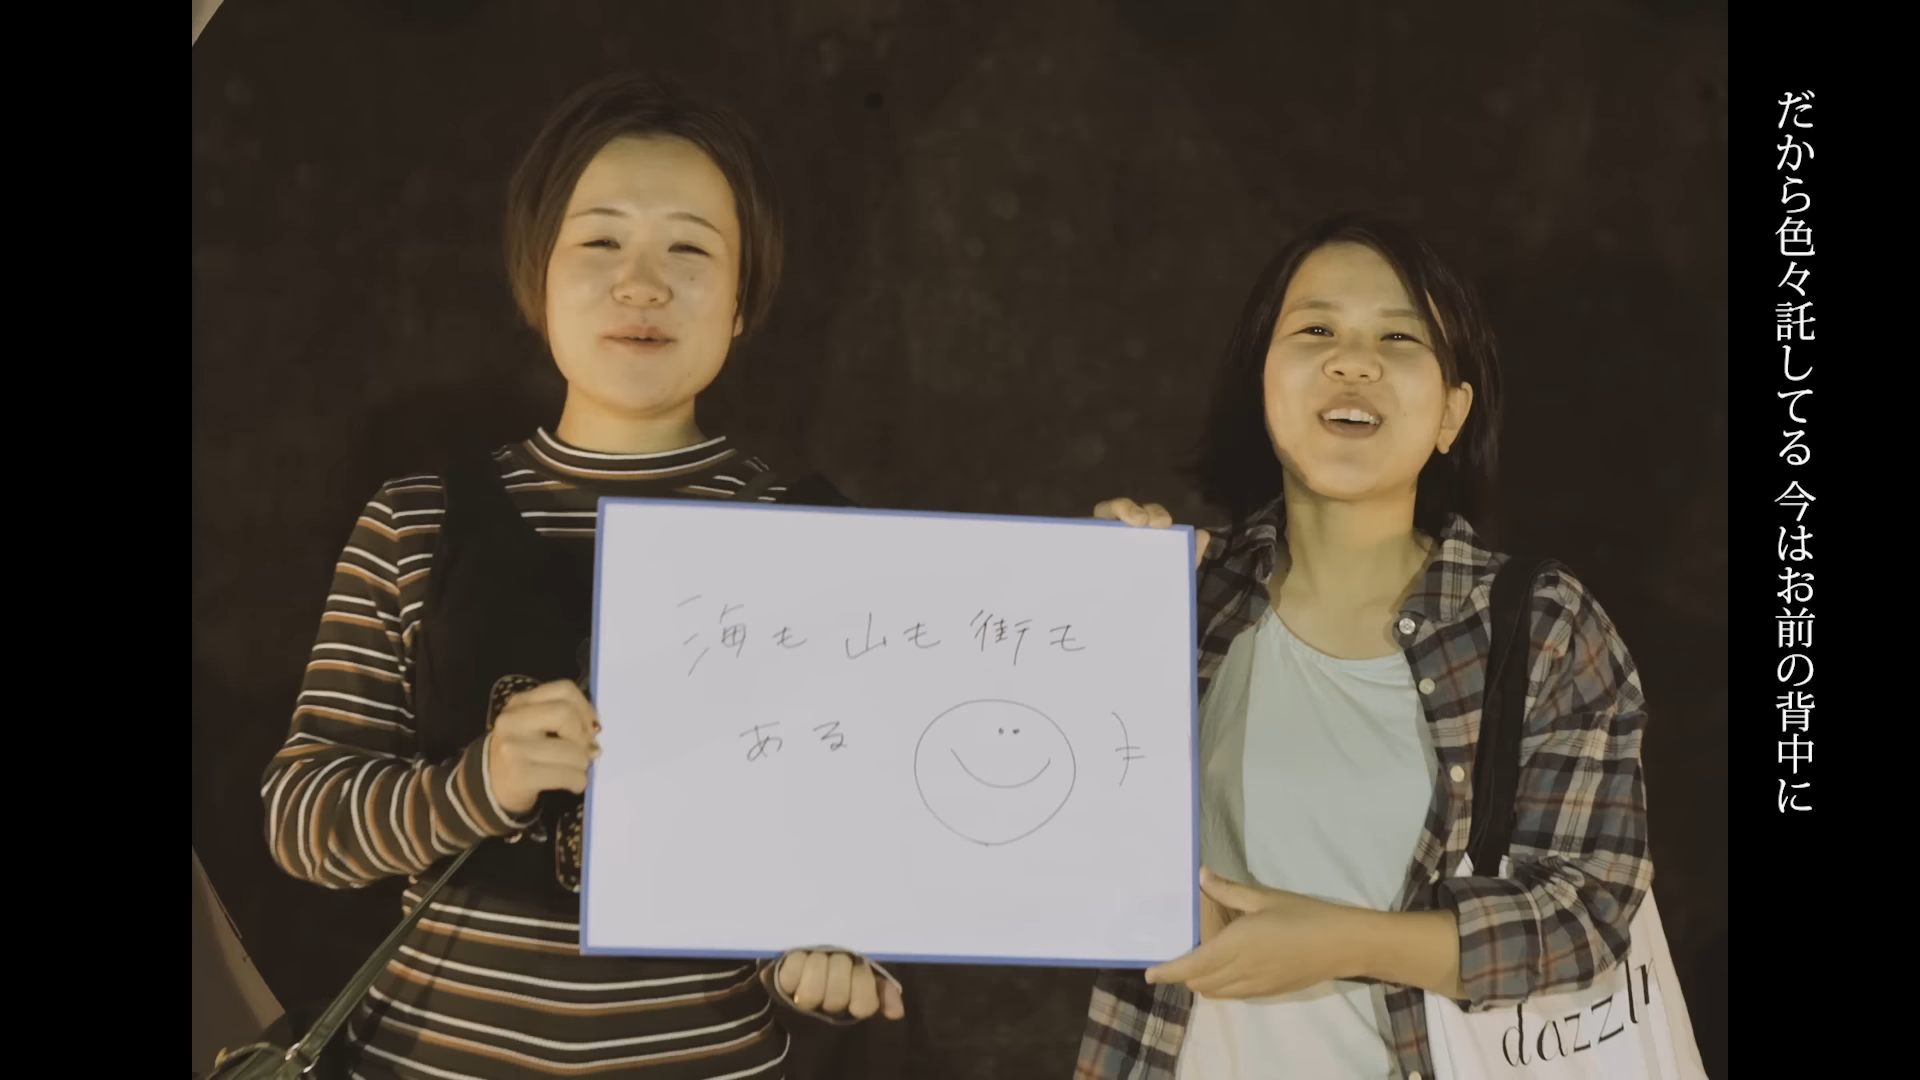 だから色々託してる 今はお前の背中に
海も山も街も
ある
dazzlin